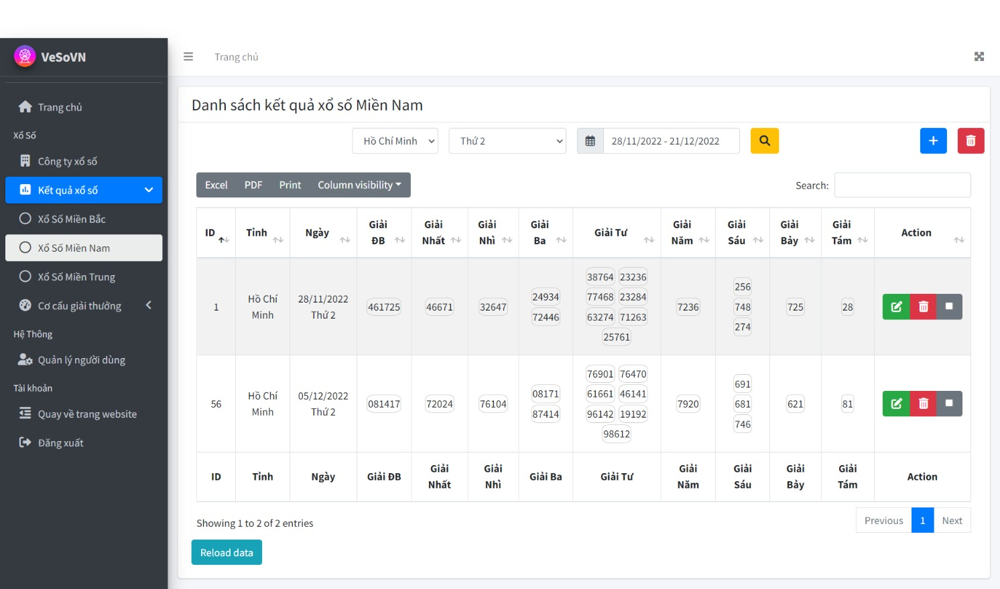 VeSoVN
Trang chủ
Trang chủ
Xổ Số
Công ty xổ số
Kết quả xổ số
Xổ Số Miền Bắc
Xổ Số Miền Nam
Xổ Số Miền Trung
Cơ cấu giải thưởng
Hệ Thông
Quản lý người dùng
Tài khoản
Quay về trang website
Đăng xuất
Danh sách kết quả xổ số Miền Nam
Hồ Chí Minh Thứ 2 28/11/2022 - 21/12/2022
Excel PDF Print Column visibility Search:
ID Tỉnh Ngày Giải ĐB Giải Nhất Giải Nhì Giải Ba Giải Tư Giải Năm Giải Sáu Giải Bảy Giải Tám Action
1
Hồ Chí Minh
28/11/2022
Thứ 2
461725
46671
32647
24934
72446
38764 23236
77468 23284
63274 71263
25761
7236
256
748
274
725
28
56
Hồ Chí Minh
05/12/2022
Thứ 2
081417
72024
76104
08171
87414
76901 76470
61661 46141
96142 19192
98612
7920
691
681
746
621
81
ID Tỉnh Ngày Giải ĐB Giải Nhất Giải Nhì Giải Ba Giải Tư Giải Năm Giải Sáu Giải Bảy Giải Tám Action
Showing 1 to 2 of 2 entries
Previous 1 Next
Reload data